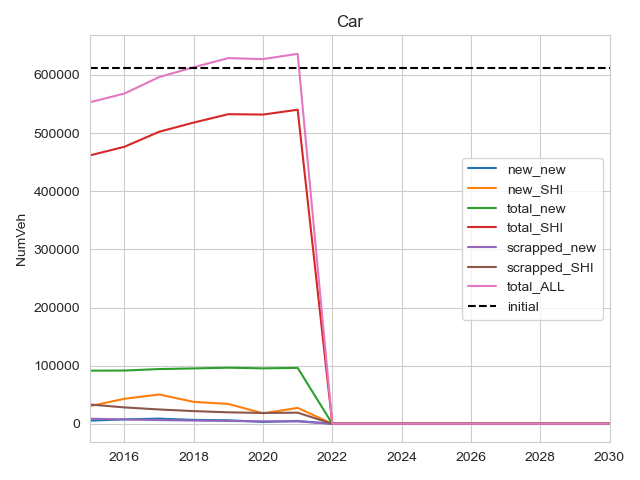 Car
NumVeh
600000
500000
400000
300000
200000
100000
0
2016 2018 2020 2022 2024 2026 2028 2030
new_new
new_SHI
total_new
total_SHI
scrapped_new
scrapped_SHI
total_ALL
initial